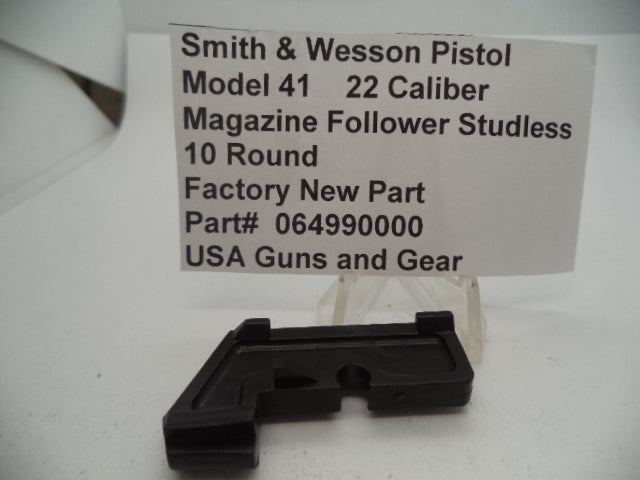 Smith & Wesson Pistol
Model 41 22 Caliber
Magazine Follower Studless
10 Round
Factory New Part
Part# 064990000
USA Guns and Gear